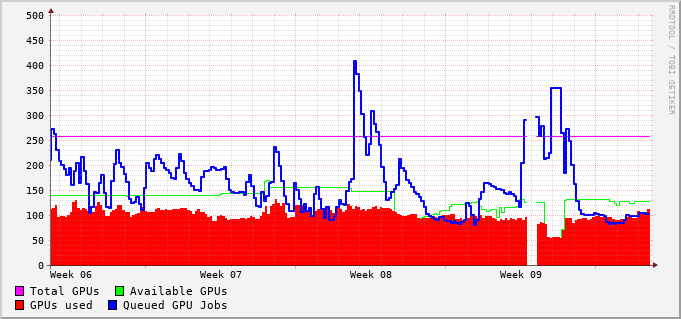 500
450
400
350
300
250
200
150
100
50
0
Week 06 Week 07 Week 08 Week 09
Total GPUs Available GPUs
GPUs used Queued GPU Jobs
RRDTOOL / TOBI OETIKER